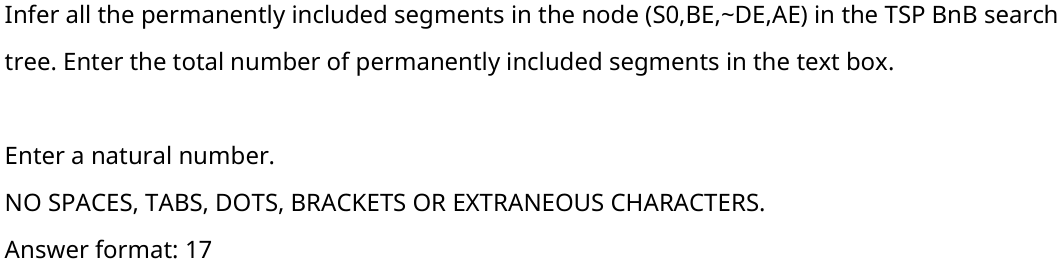 Infer all the permanently included segments in the node (S0,BE,~DE,AE) in the TSP BnB search
tree. Enter the total number of permanently included segments in the text box.
Enter a natural number.
NO SPACES, TABS, DOTS, BRACKETS OR EXTRANEOUS CHARACTERS.
Answer format: 17